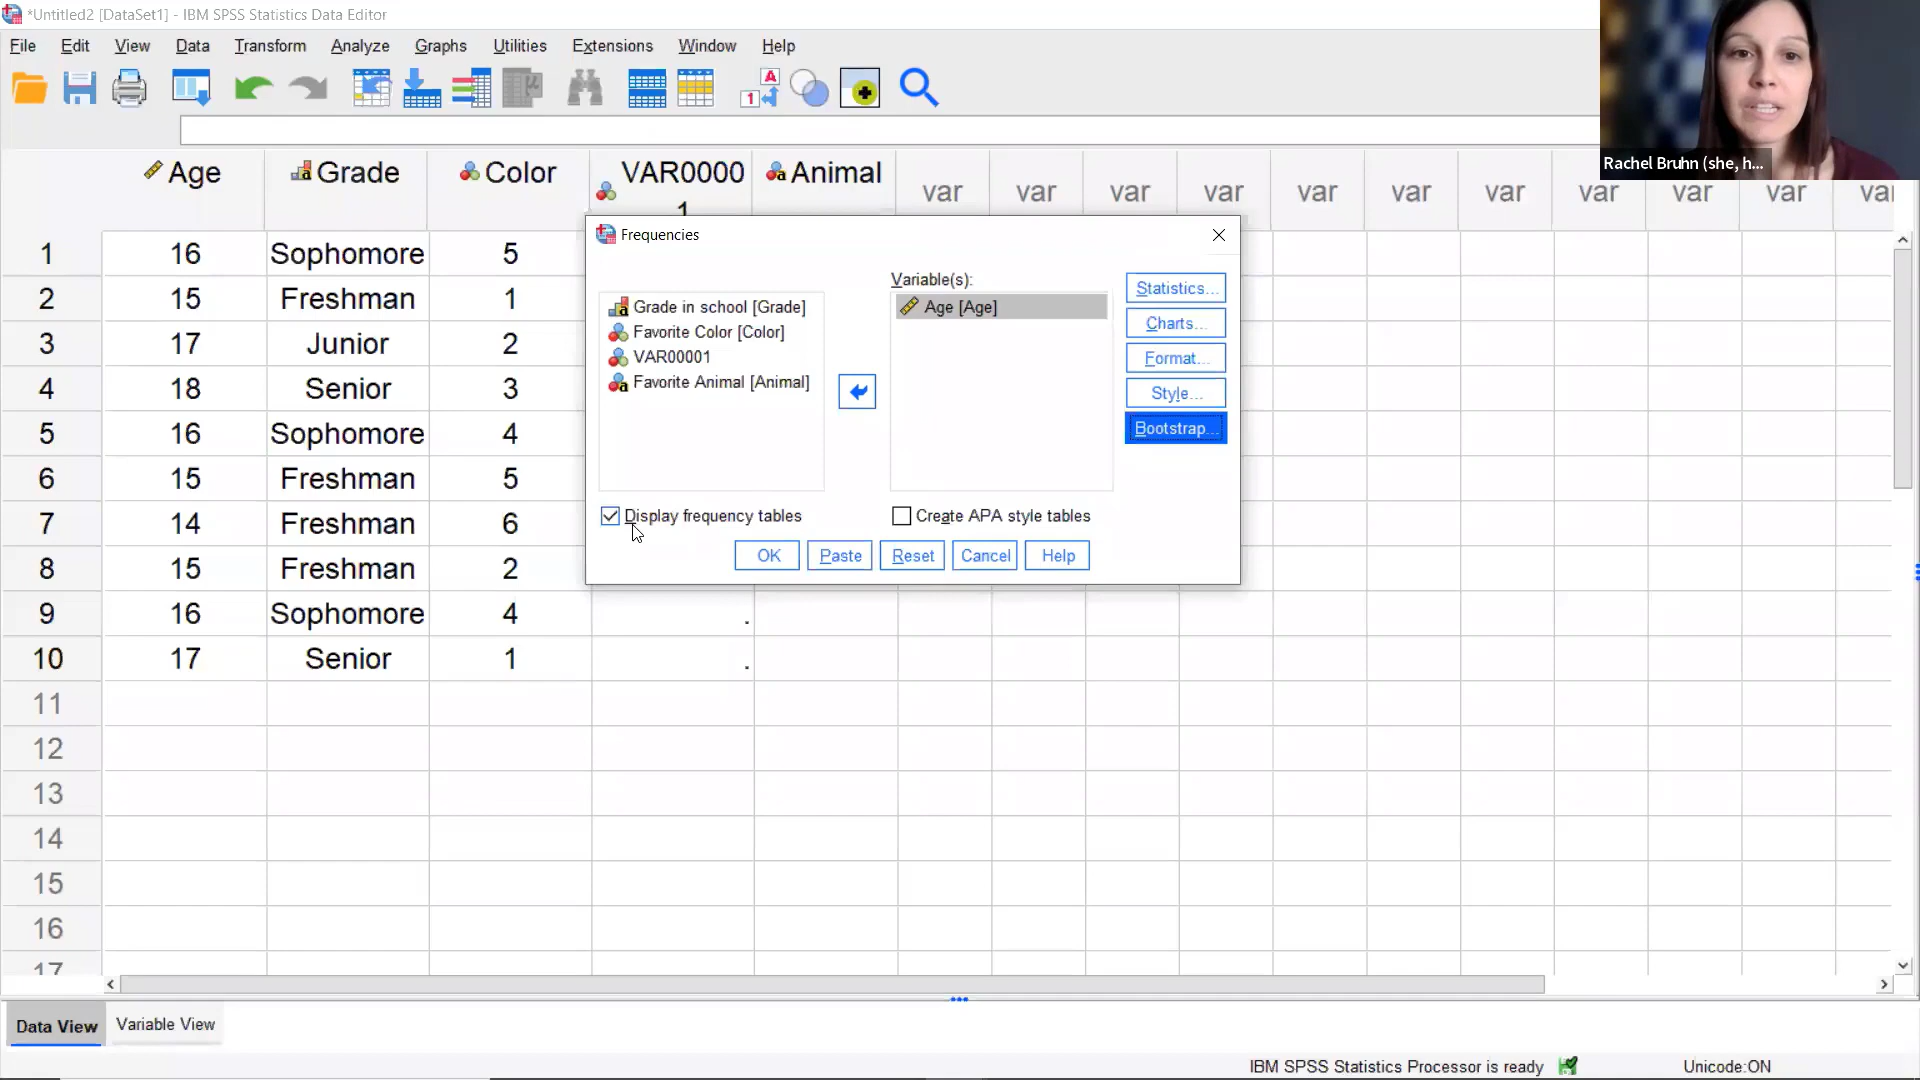 *Untitled2 [DataSet1] - IBM SPSS Statistics Data Editor
File Edit View Data Transform Analyze Graphs Utilities Extensions Window Help
Rachel Bruhn (she, h...
Age Grade Color VAR0000 Animal var var var var var var var var var var va
1
1 16 Sophomore 5
2 15 Freshman 1
3 17 Junior 2
4 18 Senior 3
5 16 Sophomore 4
6 15 Freshman 5
7 14 Freshman 6
8 15 Freshman 2
9 16 Sophomore 4 .
10 17 Senior 1 .
11
12
13
14
15
16
17
Frequencies
Variable(s):
Grade in school [Grade]
Favorite Color [Color]
VAR00001
Favorite Animal [Animal]
Age [Age]
Statistics...
Charts...
Format...
Style...
Bootstrap...
Display frequency tables
Create APA style tables
OK Paste Reset Cancel Help
Data View Variable View
IBM SPSS Statistics Processor is ready Unicode:ON